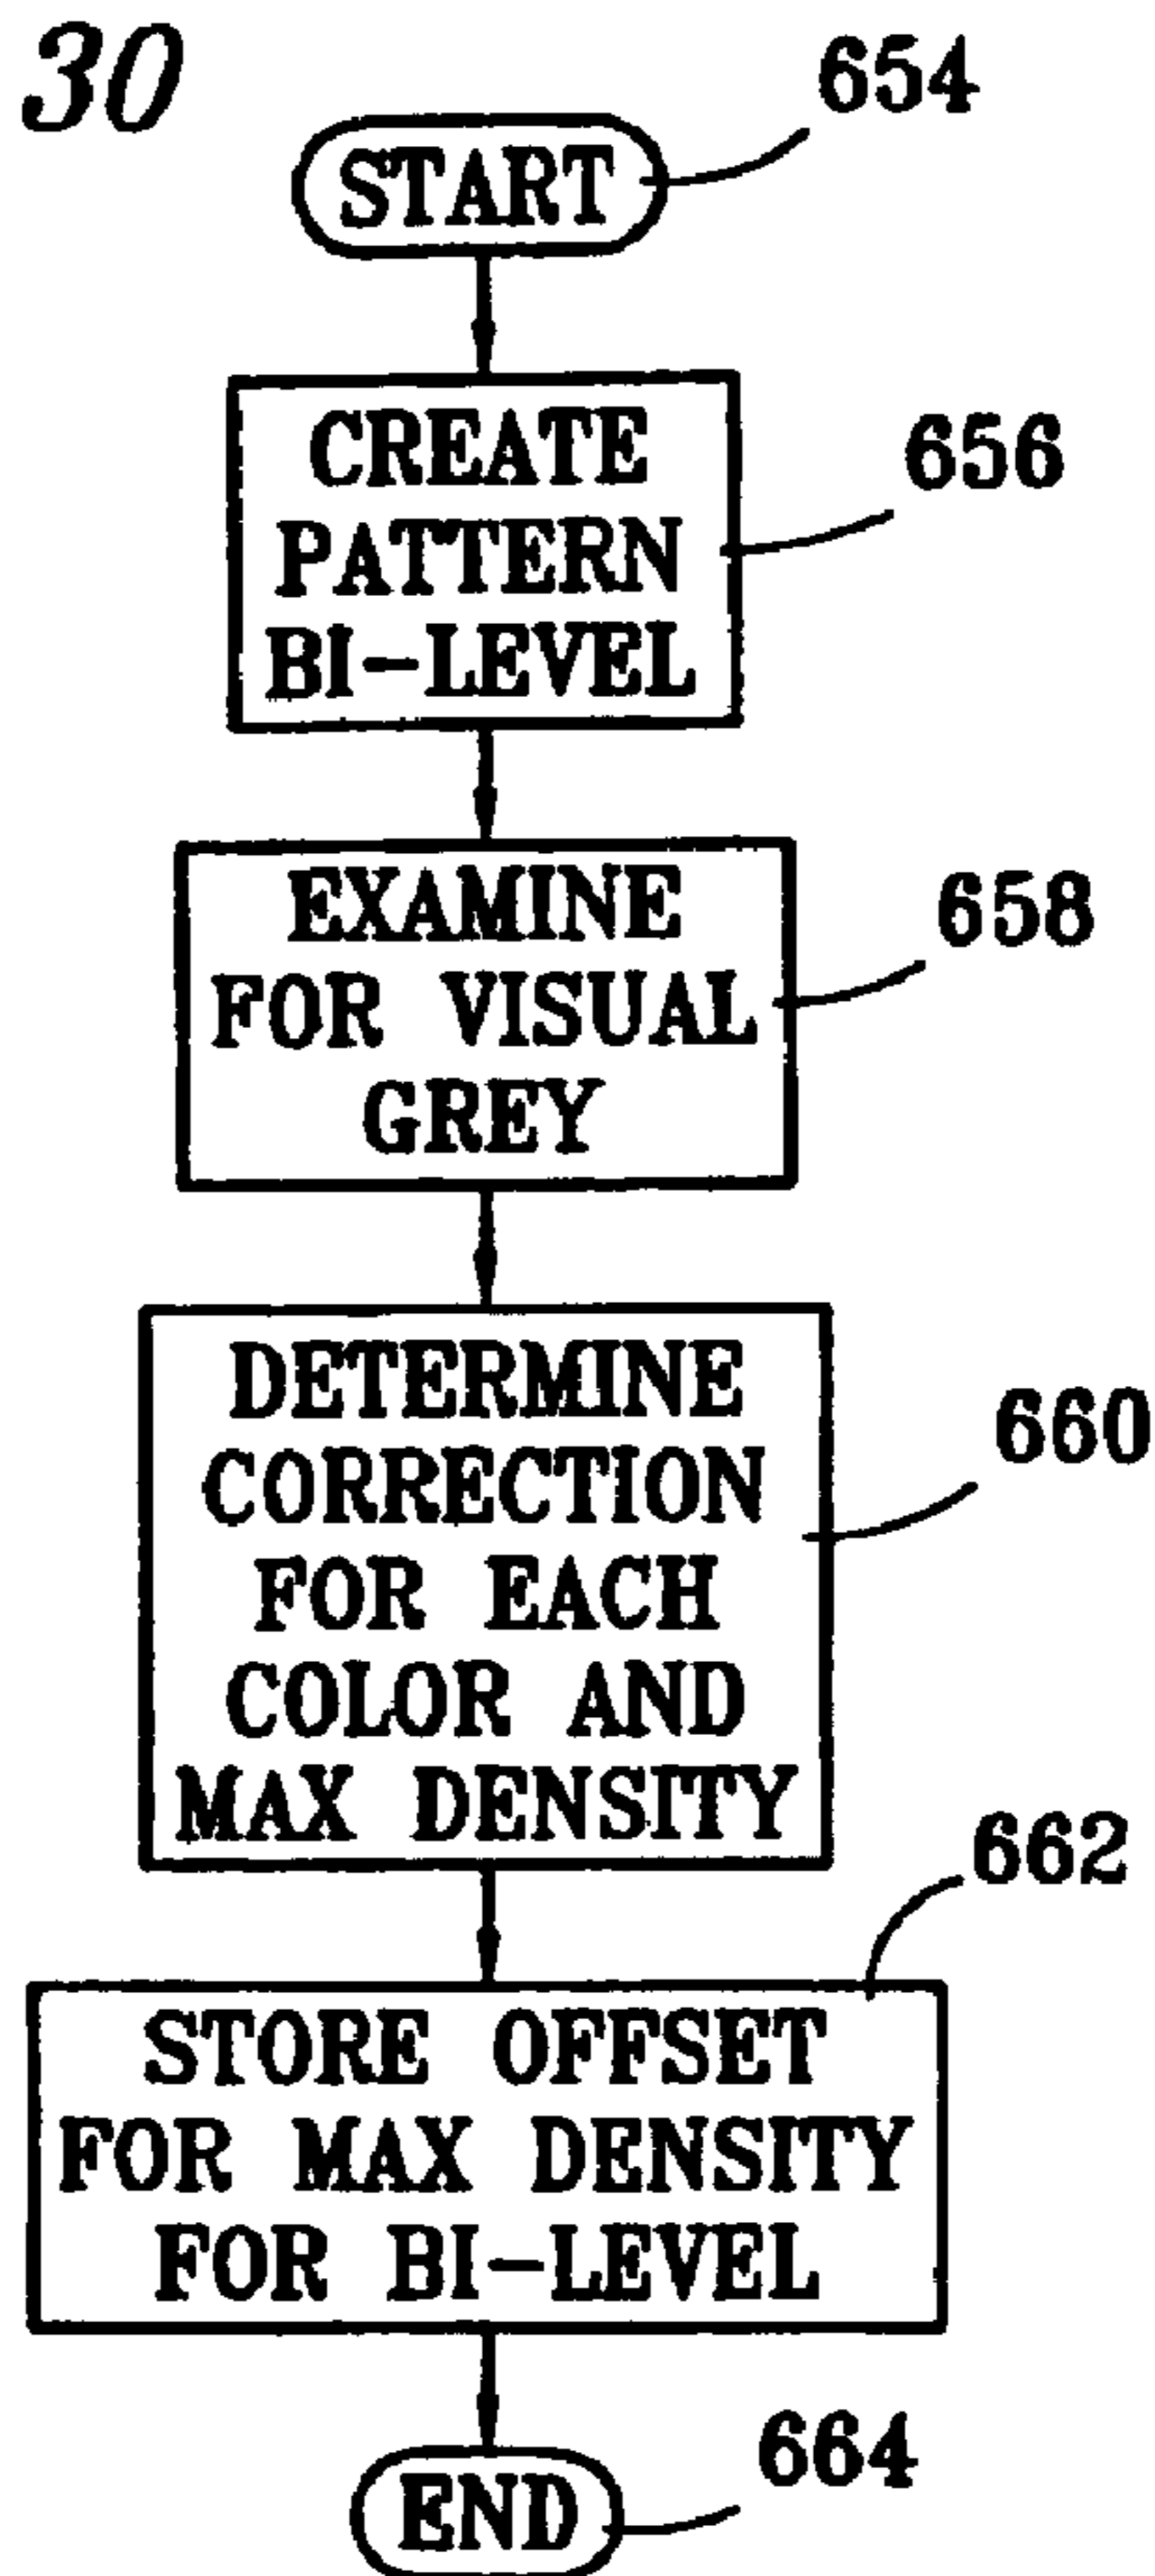 30
654
START
CREATE
PATTERN
BI-LEVEL
656
EXAMINE
FOR VISUAL
GREY
658
DETERMINE
CORRECTION
FOR EACH
COLOR AND
MAX DENSITY
660
STORE OFFSET
FOR MAX DENSITY
FOR BI-LEVEL
662
END
664